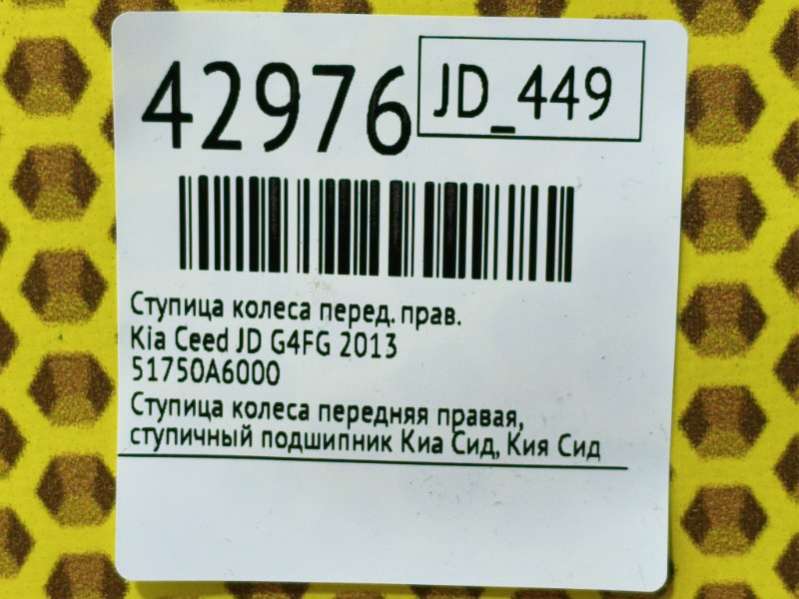 42976
JD_449
Ступица колеса перед. прав.
Kia Ceed JD G4FG 2013
51750A6000
Ступица колеса передняя правая,
ступичный подшипник Киа Сид, Кия Сид